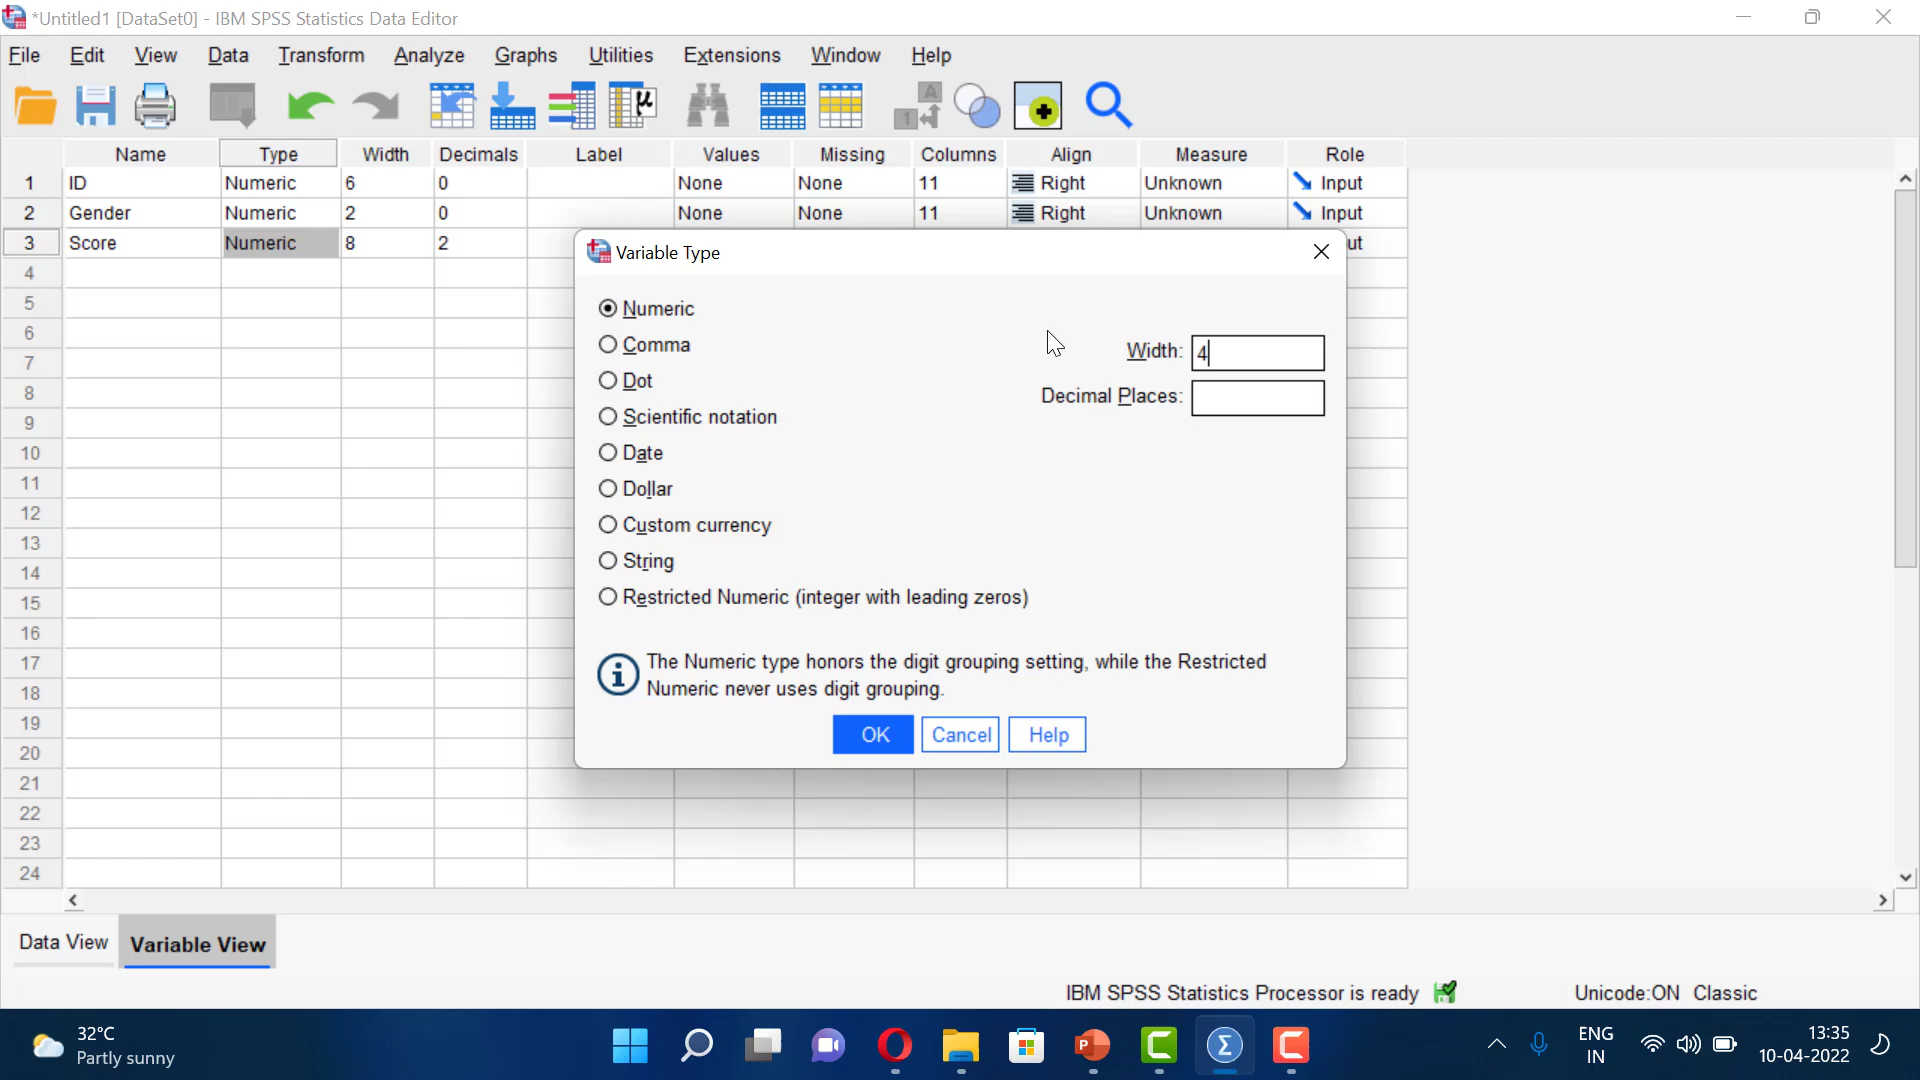 *Untitled1 [DataSet0] - IBM SPSS Statistics Data Editor
File Edit View Data Transform Analyze Graphs Utilities Extensions Window Help
Name Type Width Decimals Label Values Missing Columns Align Measure Role
1 ID Numeric 6 0 None None 11 Right Unknown Input
2 Gender Numeric 2 0 None None 11 Right Unknown Input
3 Score Numeric 8 2 ut
4
5
6
7
8
9
10
11
12
13
14
15
16
17
18
19
20
21
22
23
24
Variable Type
Numeric
Comma
Dot
Scientific notation
Date
Dollar
Custom currency
String
Restricted Numeric (integer with leading zeros)
Width: 4
Decimal Places:
The Numeric type honors the digit grouping setting, while the Restricted
Numeric never uses digit grouping.
OK Cancel Help
Data View Variable View
IBM SPSS Statistics Processor is ready Unicode:ON Classic
32°C
Partly sunny
ENG
IN
13:35
10-04-2022